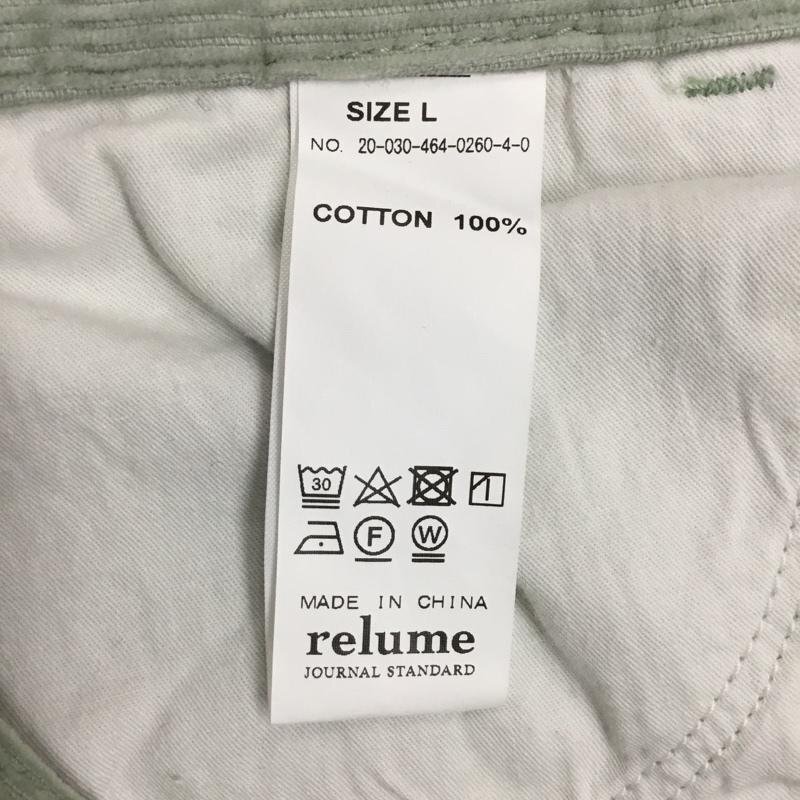 SIZE L
NO. 20-030-464-0260-4-0
COTTON 100%
30
F W
MADE IN CHINA
relume
JOURNAL STANDARD